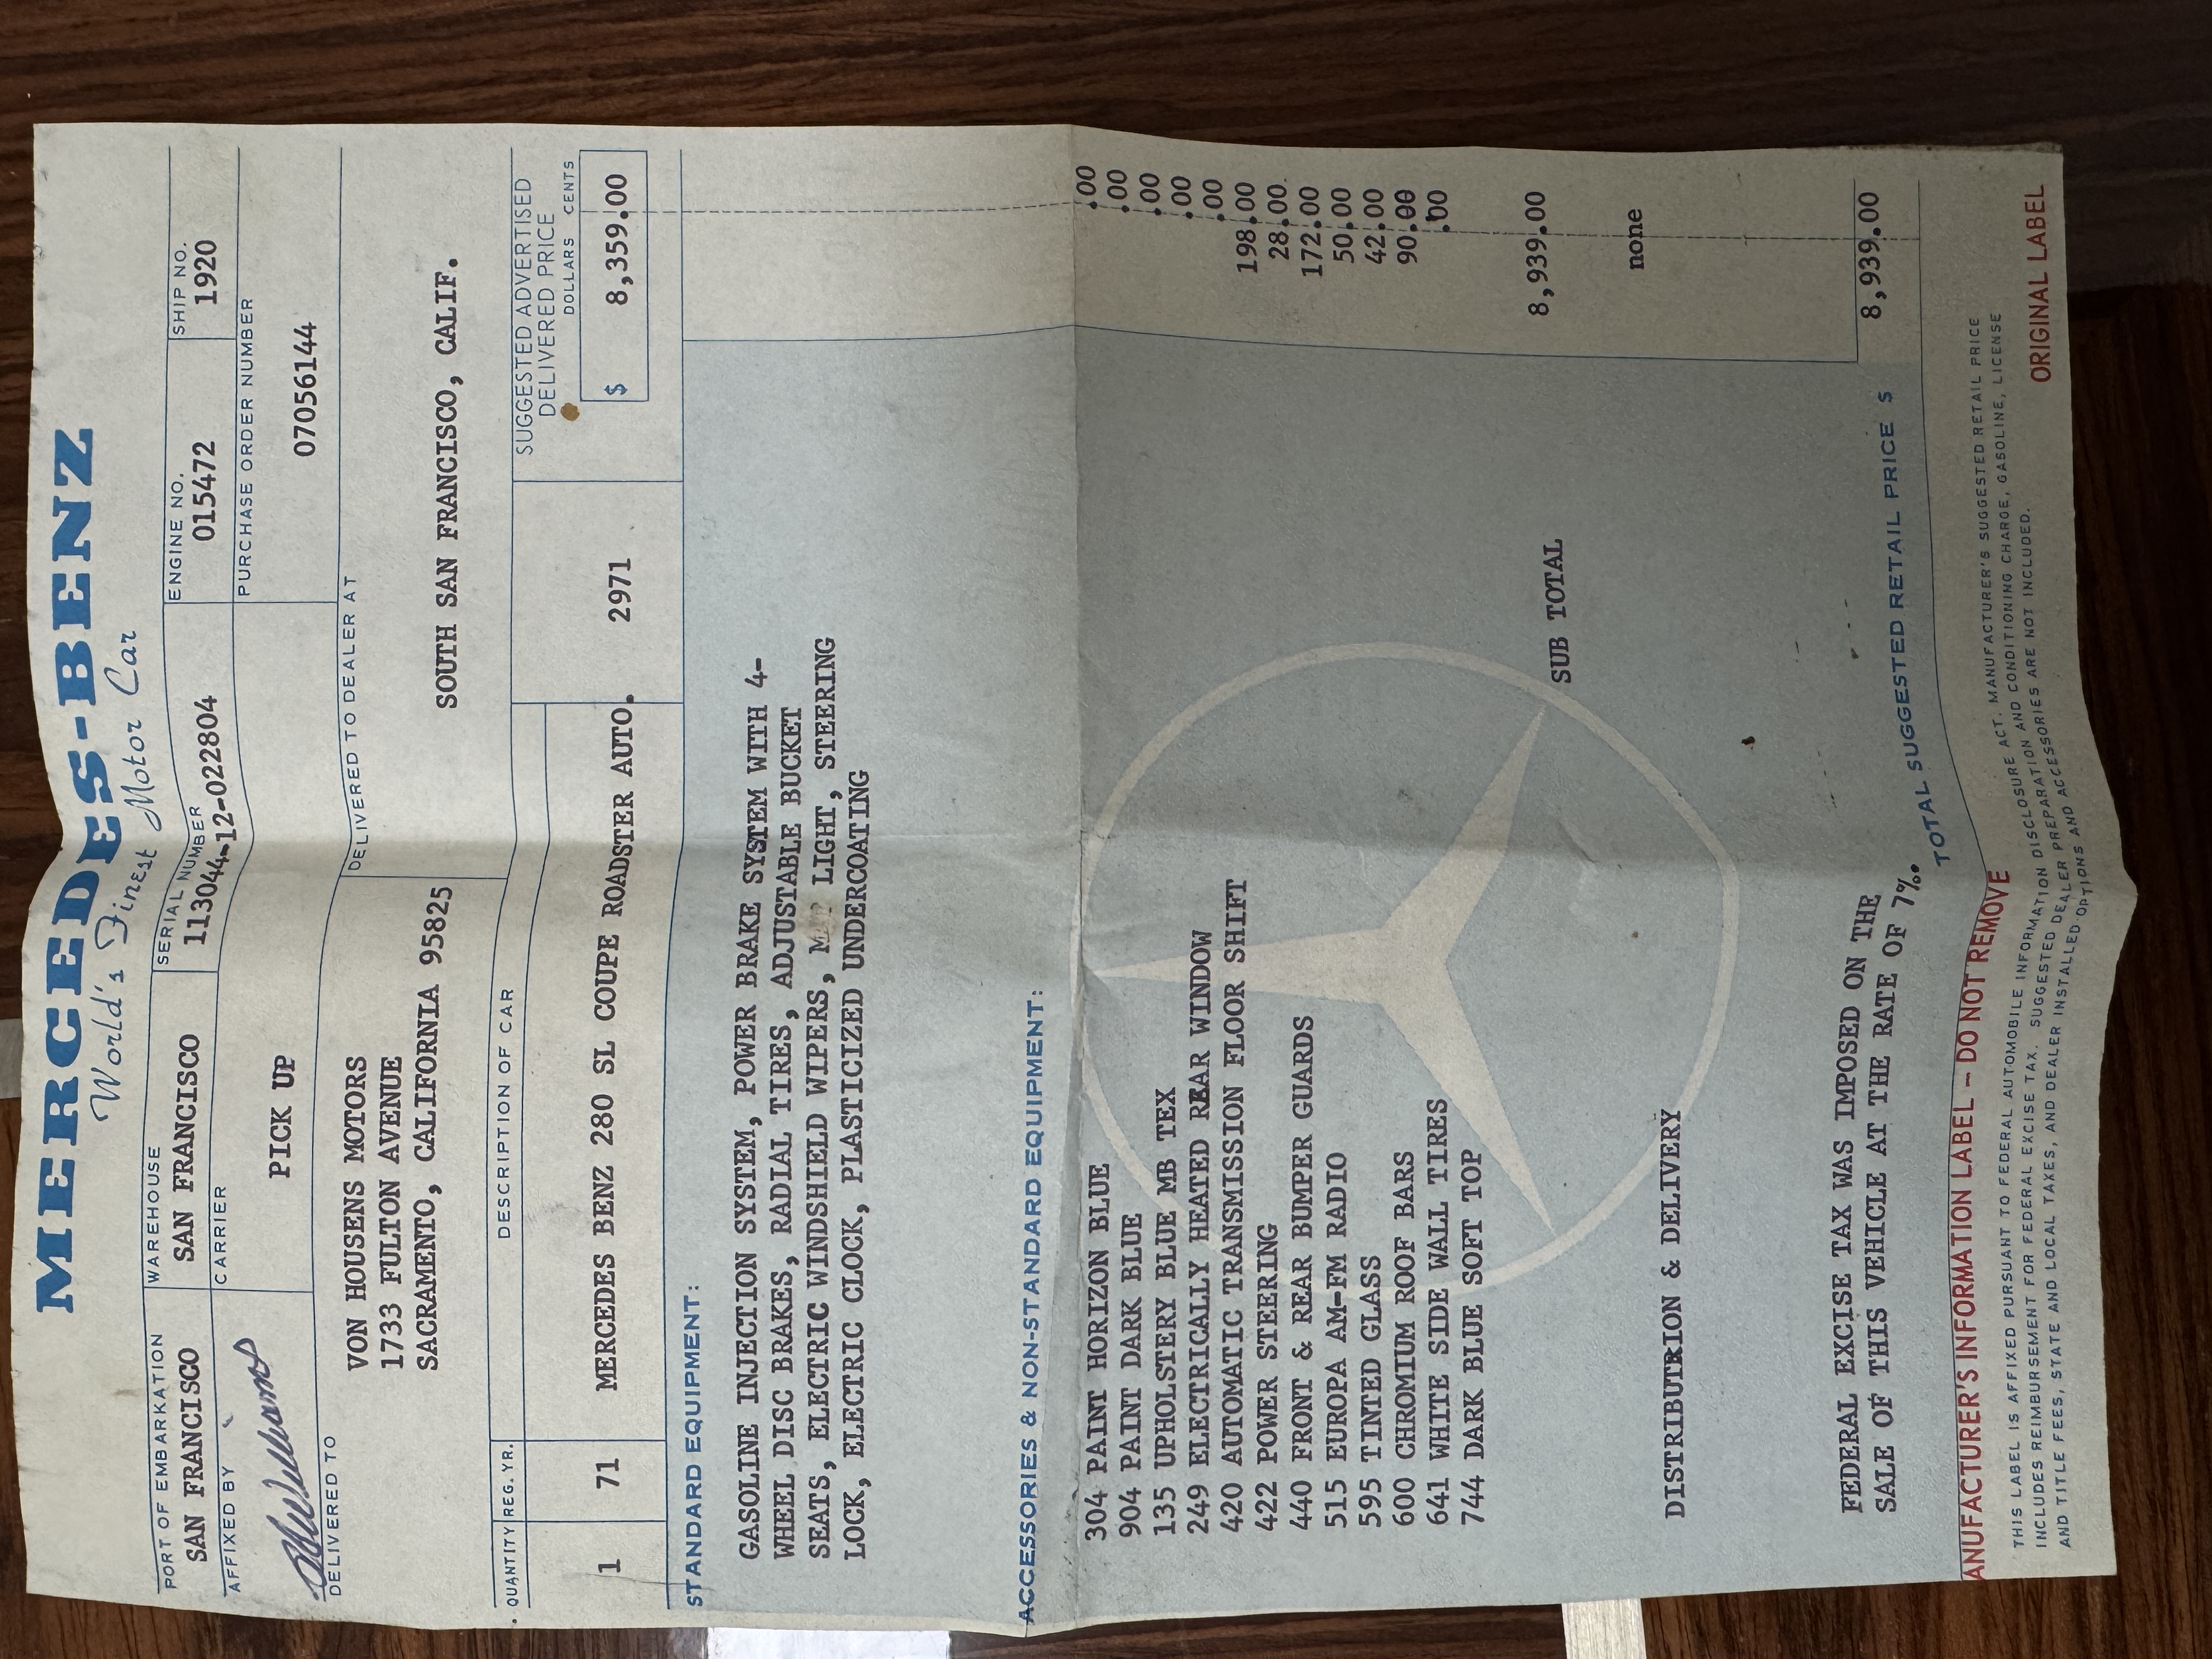 MERCEDES-BENZ
World's Finest Motor Car
PORT OF EMBARKATION WAREHOUSE SERIAL NUMBER ENGINE NO. SHIP NO.
SAN FRANCISCO SAN FRANCISCO 113044-12-022804 015472 1920
AFFIXED BY CARRIER PURCHASE ORDER NUMBER
PICK UP 07056144
DELIVERED TO DELIVERED TO DEALER AT
VON HOUSENS MOTORS
1733 FULTON AVENUE
SACRAMENTO, CALIFORNIA 95825 SOUTH SAN FRANCISCO, CALIF.
QUANTITY REG. YR. DESCRIPTION OF CAR SUGGESTED ADVERTISED
DELIVERED PRICE
DOLLARS CENTS
1 71 MERCEDES BENZ 280 SL COUPE ROADSTER AUTO. 2971 $ 8,359.00
STANDARD EQUIPMENT:
GASOLINE INJECTION SYSTEM, POWER BRAKE SYSTEM WITH 4-
WHEEL DISC BRAKES, RADIAL TIRES, ADJUSTABLE BUCKET
SEATS, ELECTRIC WINDSHIELD WIPERS, MAP LIGHT, STEERING
LOCK, ELECTRIC CLOCK, PLASTICIZED UNDERCOATING
ACCESSORIES & NON-STANDARD EQUIPMENT:
304 PAINT HORIZON BLUE .00
904 PAINT DARK BLUE .00
135 UPHOLSTERY BLUE MB TEX .00
249 ELECTRICALLY HEATED REAR WINDOW .00
420 AUTOMATIC TRANSMISSION FLOOR SHIFT .00
422 POWER STEERING 198.00
440 FRONT & REAR BUMPER GUARDS 28.00
515 EUROPA AM-FM RADIO 172.00
595 TINTED GLASS 50.00
600 CHROMIUM ROOF BARS 42.00
641 WHITE SIDE WALL TIRES 90.00
744 DARK BLUE SOFT TOP .00
SUB TOTAL 8,939.00
DISTRIBUTION & DELIVERY none
FEDERAL EXCISE TAX WAS IMPOSED ON THE
SALE OF THIS VEHICLE AT THE RATE OF 7%.
TOTAL SUGGESTED RETAIL PRICE $ 8,939.00
ANUFACTURER'S INFORMATION LABEL – DO NOT REMOVE
THIS LABEL IS AFFIXED PURSUANT TO FEDERAL AUTOMOBILE INFORMATION DISCLOSURE ACT. MANUFACTURER'S SUGGESTED RETAIL PRICE
INCLUDES REIMBURSEMENT FOR FEDERAL EXCISE TAX. SUGGESTED DEALER PREPARATION AND CONDITIONING CHARGE, GASOLINE, LICENSE
AND TITLE FEES, STATE AND LOCAL TAXES, AND DEALER INSTALLED OPTIONS AND ACCESSORIES ARE NOT INCLUDED.
ORIGINAL LABEL